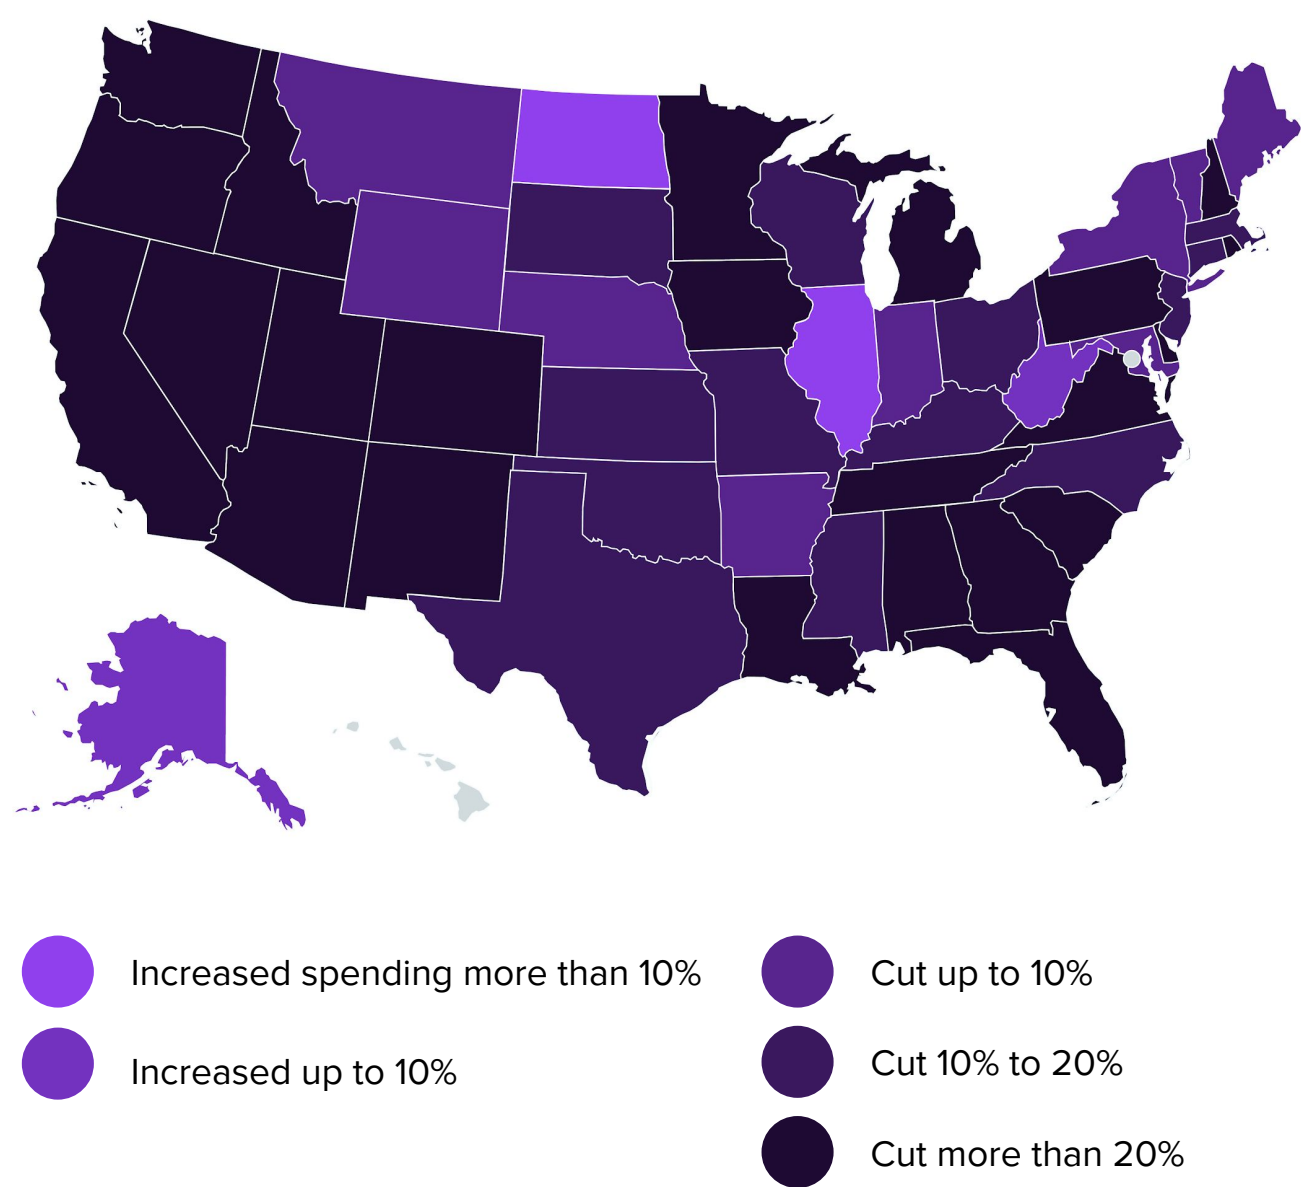 Increased spending more than 10%
Increased up to 10%
Cut up to 10%
Cut 10% to 20%
Cut more than 20%